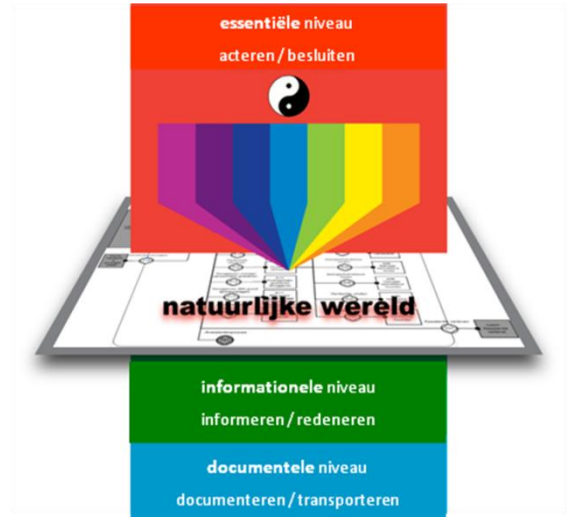 essentiële niveau
acteren / besluiten
natuurlijke wereld
informationele niveau
informeren / redeneren
documentele niveau
documenteren / transporteren